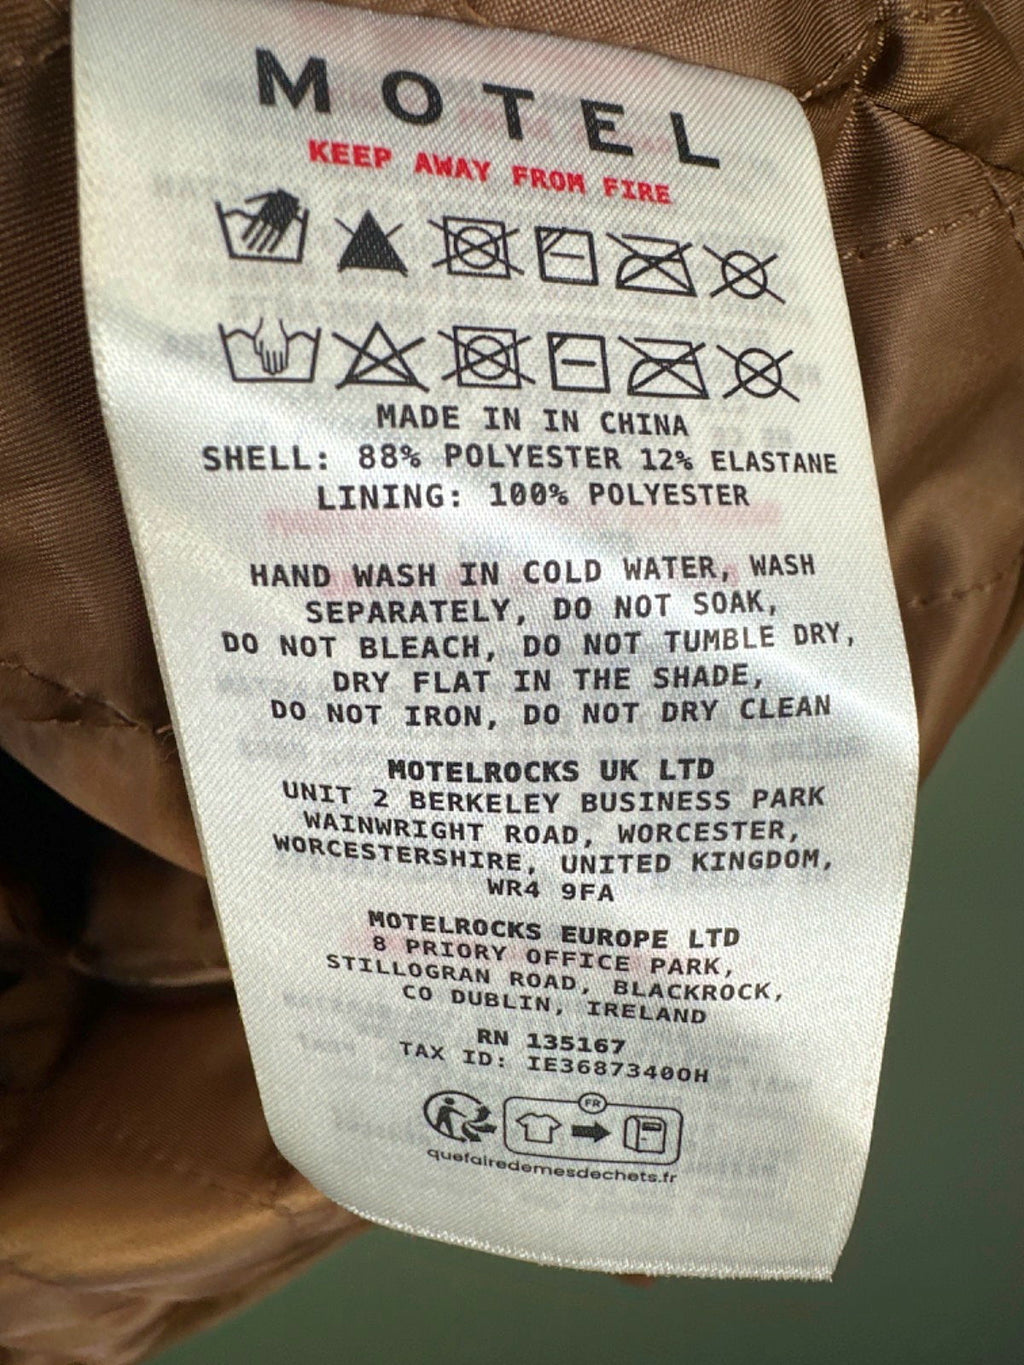 MOTEL
KEEP AWAY FROM FIRE
MADE IN IN CHINA
SHELL: 88% POLYESTER 12% ELASTANE
LINING: 100% POLYESTER
HAND WASH IN COLD WATER, WASH
SEPARATELY, DO NOT SOAK,
DO NOT BLEACH, DO NOT TUMBLE DRY,
DRY FLAT IN THE SHADE,
DO NOT IRON, DO NOT DRY CLEAN
MOTELROCKS UK LTD
UNIT 2 BERKELEY BUSINESS PARK
WAINWRIGHT ROAD, WORCESTER,
WORCESTERSHIRE, UNITED KINGDOM,
WR4 9FA
MOTELROCKS EUROPE LTD
8 PRIORY OFFICE PARK,
STILLOGRAN ROAD, BLACKROCK,
CO DUBLIN, IRELAND
RN 135167
TAX ID: IE3687340OH
FR
quefairedemesdechets.fr